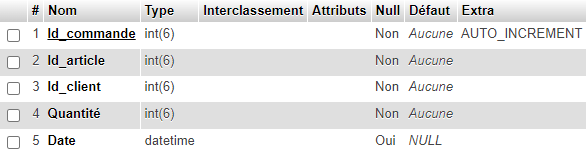 # Nom Type Interclassement Attributs Null Défaut Extra
1 Id_commande int(6) Non Aucune AUTO_INCREMENT
2 Id_article int(6) Non Aucune
3 Id_client int(6) Non Aucune
4 Quantité int(6) Non Aucune
5 Date datetime Oui NULL